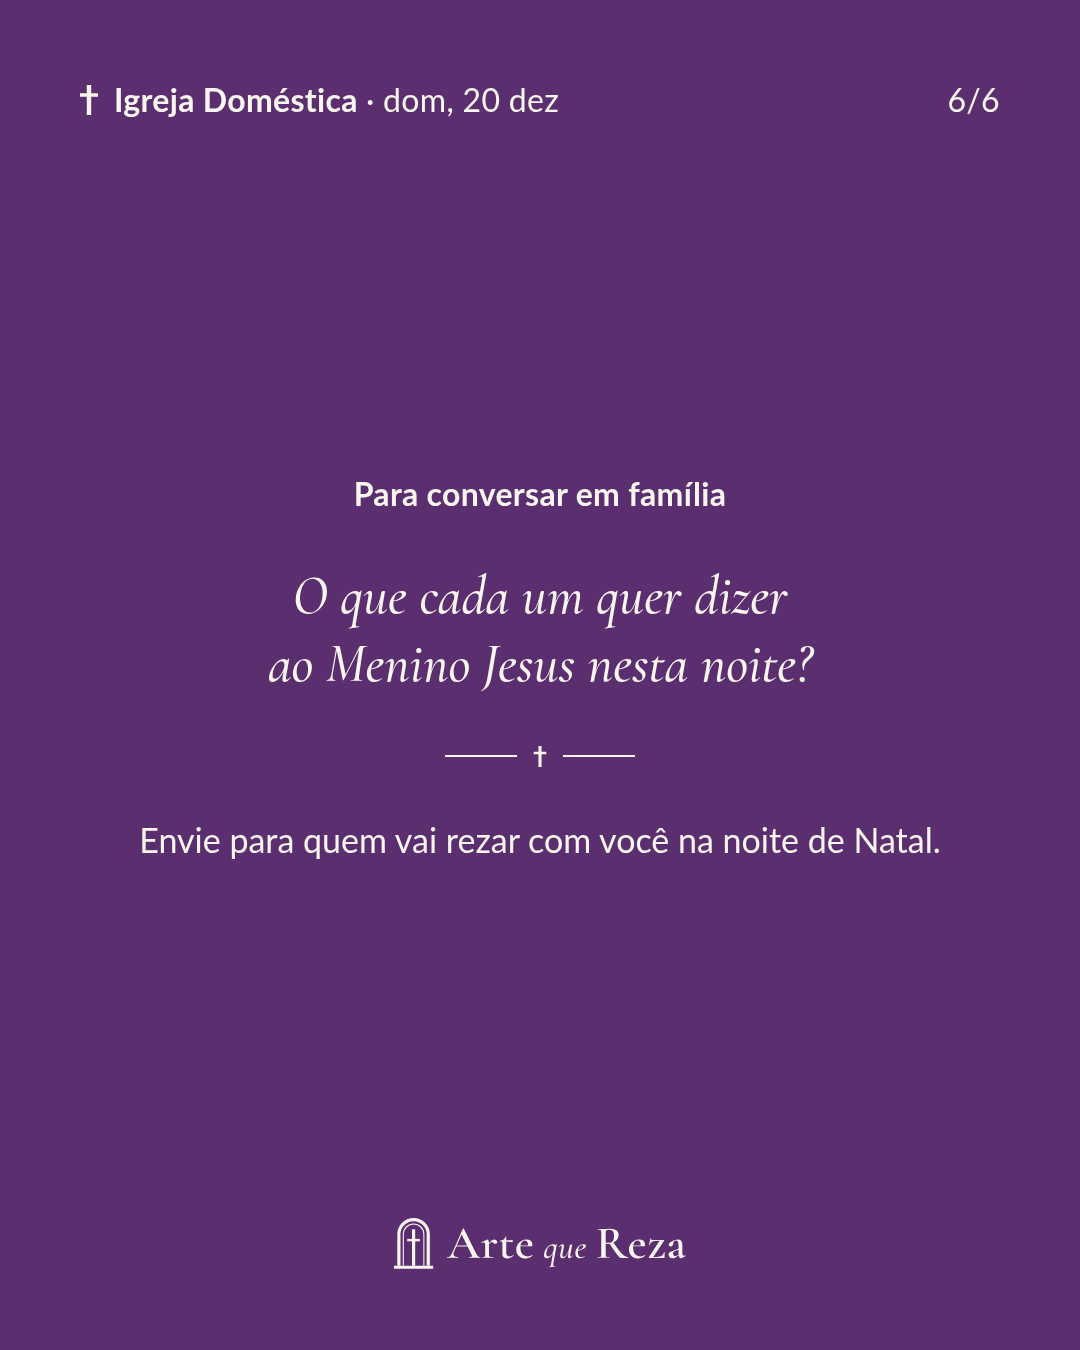 ✝ Igreja Doméstica · dom, 20 dez
6/6
Para conversar em família
O que cada um quer dizer
ao Menino Jesus nesta noite?
✝
Envie para quem vai rezar com você na noite de Natal.
Arte que Reza